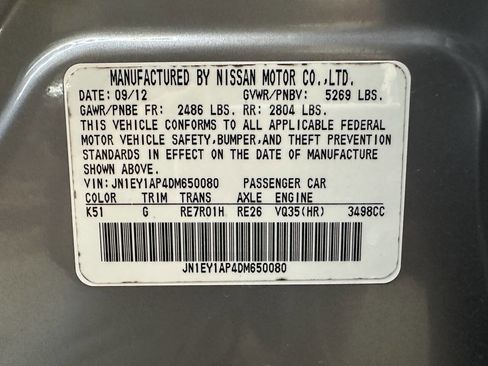 MANUFACTURED BY NISSAN MOTOR CO.,LTD.
DATE: 09/12 GVWR/PNBV: 5269 LBS.
GAWR/PNBE FR: 2486 LBS. RR: 2804 LBS.
THIS VEHICLE CONFORMS TO ALL APPLICABLE FEDERAL
MOTOR VEHICLE SAFETY,BUMPER,AND THEFT PREVENTION
STANDARDS IN EFFECT ON THE DATE OF MANUFACTURE
SHOWN ABOVE.
VIN: JN1EY1AP4DM650080 PASSENGER CAR
COLOR TRIM TRANS AXLE ENGINE
K51 G RE7R01H RE26 VQ35(HR) 3498CC
JN1EY1AP4DM650080